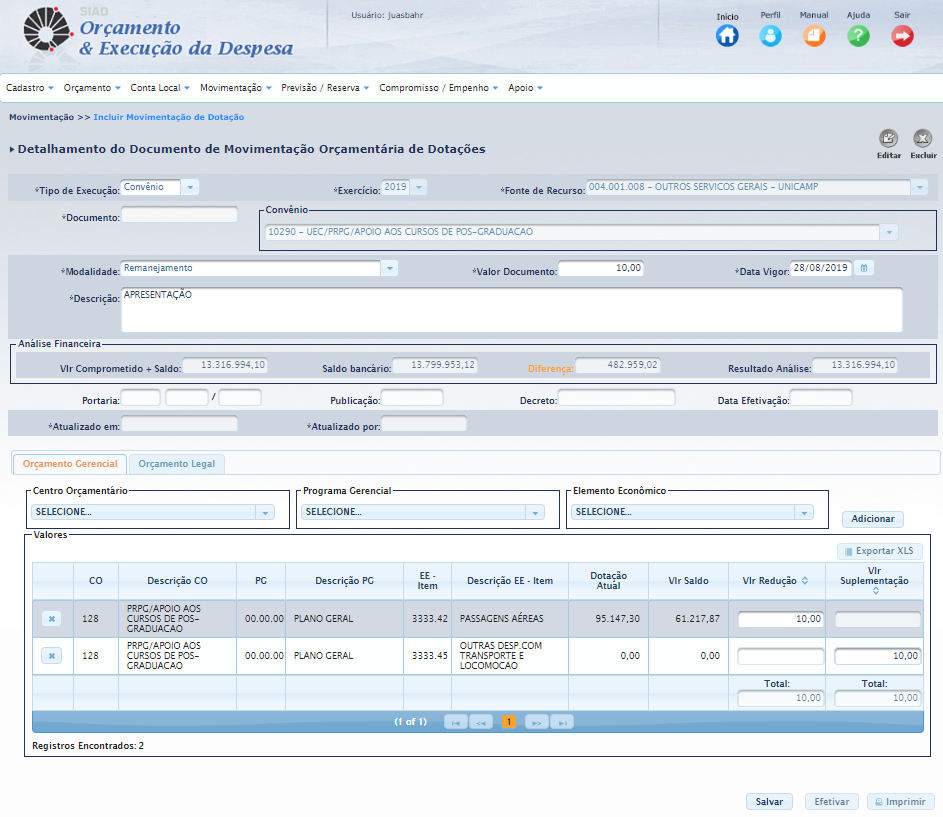 SIAD
Orçamento
& Execução da Despesa
Usuário: juasbahr
Início Perfil Manual Ajuda Sair
Cadastro Orçamento Conta Local Movimentação Previsão / Reserva Compromisso / Empenho Apoio
Movimentação >> Incluir Movimentação de Dotação
Detalhamento do Documento de Movimentação Orçamentária de Dotações
Editar Excluir
*Tipo de Execução: Convênio *Exercício: 2019 *Fonte de Recurso: 004.001.008 - OUTROS SERVICOS GERAIS - UNICAMP
*Documento: Convênio
10290 - UEC/PRPG/APOIO AOS CURSOS DE POS-GRADUACAO
*Modalidade: Remanejamento *Valor Documento: 10,00 *Data Vigor: 28/08/2019
*Descrição: APRESENTAÇÃO
Análise Financeira
Vlr Comprometido + Saldo: 13.316.994,10 Saldo bancário: 13.799.953,12 Diferença: 482.959,02 Resultado Análise: 13.316.994,10
Portaria: / Publicação: Decreto: Data Efetivação:
*Atualizado em: *Atualizado por:
Orçamento Gerencial Orçamento Legal
Centro Orçamentário Programa Gerencial Elemento Econômico
SELECIONE... SELECIONE... SELECIONE...
Adicionar
Valores
Exportar XLS
CO Descrição CO PG Descrição PG EE - Item Descrição EE - Item Dotação Atual Vlr Saldo Vlr Redução Vlr Suplementação
128 PRPG/APOIO AOS CURSOS DE POS-GRADUACAO 00.00.00 PLANO GERAL 3333.42 PASSAGENS AÉREAS 95.147,30 61.217,87 10,00
128 PRPG/APOIO AOS CURSOS DE POS-GRADUACAO 00.00.00 PLANO GERAL 3333.45 OUTRAS DESP.COM TRANSPORTE E LOCOMOCAO 0,00 0,00 10,00
Total: Total:
10,00 10,00
(1 of 1) 1
Registros Encontrados: 2
Salvar Efetivar Imprimir